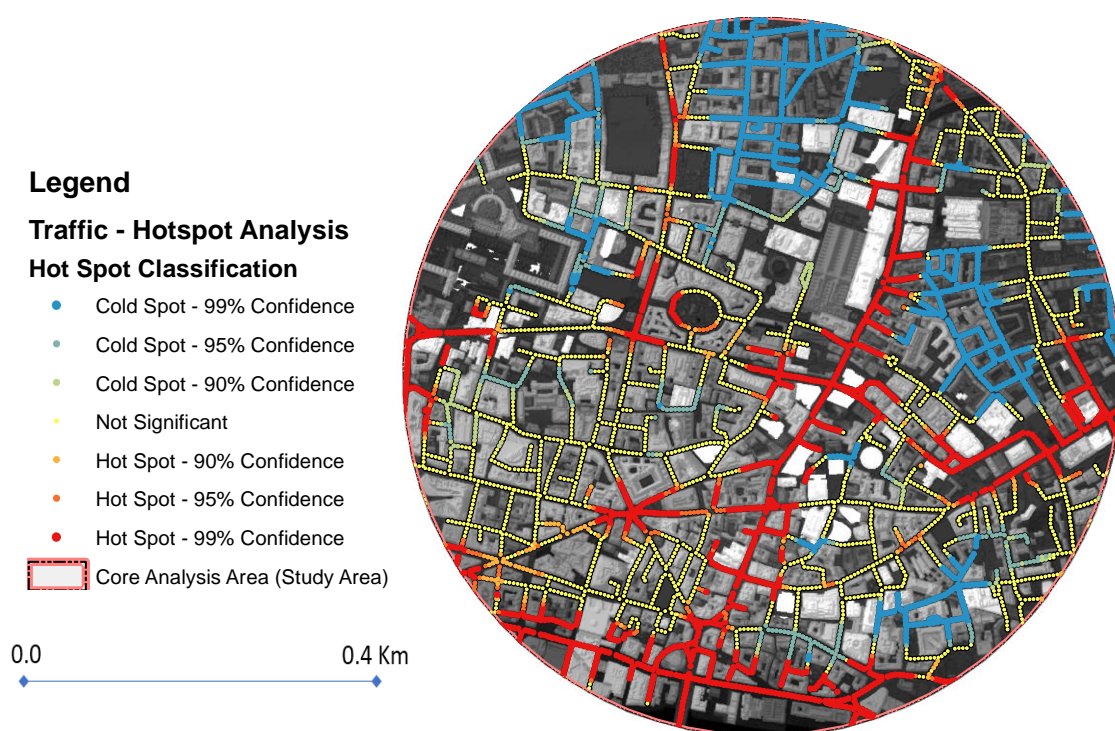 Legend
Traffic - Hotspot Analysis
Hot Spot Classification
Cold Spot - 99% Confidence
Cold Spot - 95% Confidence
Cold Spot - 90% Confidence
Not Significant
Hot Spot - 90% Confidence
Hot Spot - 95% Confidence
Hot Spot - 99% Confidence
Core Analysis Area (Study Area)
0.0 0.4 Km